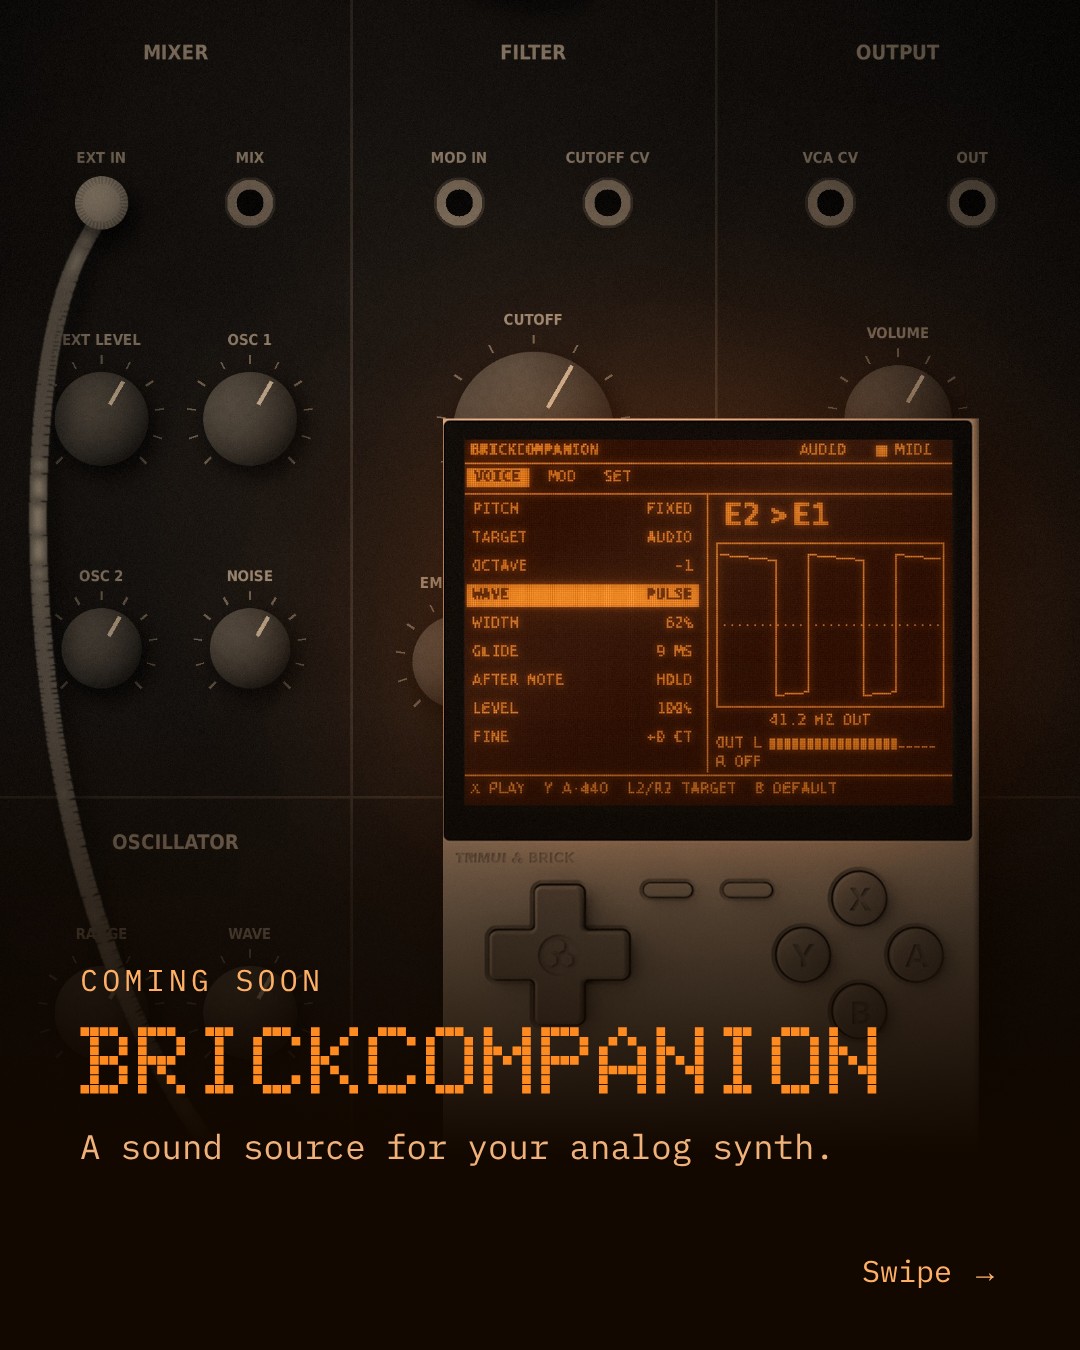 MIXER FILTER OUTPUT
EXT IN MIX MOD IN CUTOFF CV VCA CV OUT
CUTOFF
VOLUME
EXT LEVEL OSC 1
BRICKCOMPANION AUDIO MIDI
VOICE MOD SET
PITCH FIXED
E2 >E1
TARGET AUDIO
OCTAVE -1
WAVE PULSE
WIDTH 62%
GLIDE 9 MS
AFTER NOTE HOLD
LEVEL 100%
FINE +0 CT
41.2 HZ OUT
OUT L
A OFF
X PLAY Y A-440 L2/R2 TARGET B DEFAULT
OSC 2 NOISE EM
TRIMUI & BRICK
X
Y A
B
OSCILLATOR
RANGE WAVE
COMING SOON
BRICKCOMPANION
A sound source for your analog synth.
Swipe →